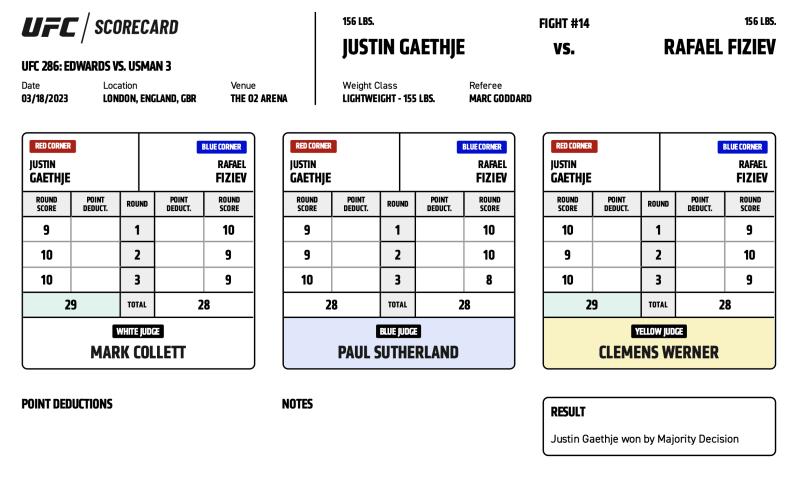 UFC / SCORECARD
UFC 286: EDWARDS VS. USMAN 3
Date Location Venue
03/18/2023 LONDON, ENGLAND, GBR THE O2 ARENA
156 LBS. FIGHT #14 156 LBS.
JUSTIN GAETHJE VS. RAFAEL FIZIEV
Weight Class Referee
LIGHTWEIGHT - 155 LBS. MARC GODDARD
RED CORNER BLUE CORNER
JUSTIN GAETHJE RAFAEL FIZIEV
ROUND SCORE POINT DEDUCT. ROUND POINT DEDUCT. ROUND SCORE
9 1 10
10 2 9
10 3 9
29 TOTAL 28
WHITE JUDGE
MARK COLLETT
RED CORNER BLUE CORNER
JUSTIN GAETHJE RAFAEL FIZIEV
ROUND SCORE POINT DEDUCT. ROUND POINT DEDUCT. ROUND SCORE
9 1 10
9 2 10
10 3 8
28 TOTAL 28
BLUE JUDGE
PAUL SUTHERLAND
RED CORNER BLUE CORNER
JUSTIN GAETHJE RAFAEL FIZIEV
ROUND SCORE POINT DEDUCT. ROUND POINT DEDUCT. ROUND SCORE
10 1 9
9 2 10
10 3 9
29 TOTAL 28
YELLOW JUDGE
CLEMENS WERNER
POINT DEDUCTIONS
NOTES
RESULT
Justin Gaethje won by Majority Decision